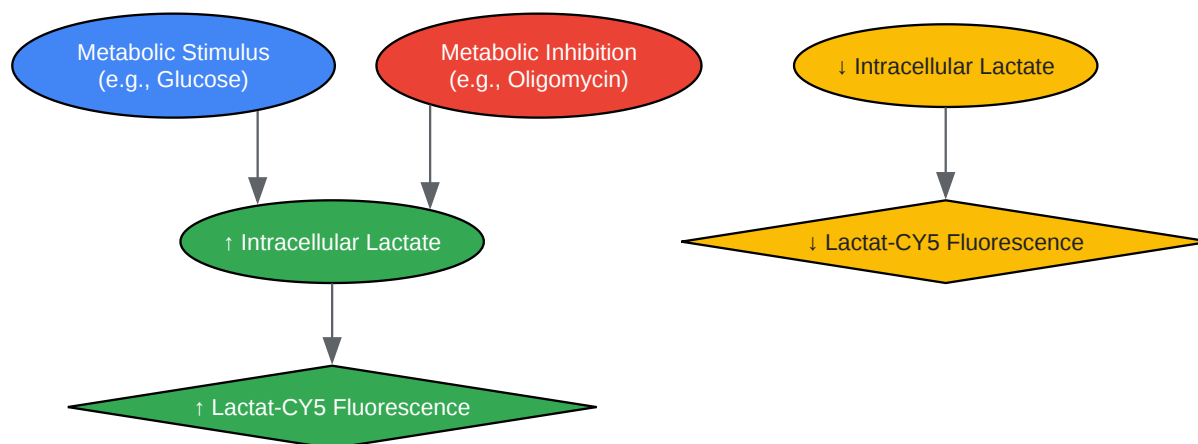 Metabolic Stimulus
(e.g., Glucose)
Metabolic Inhibition
(e.g., Oligomycin)
↓ Intracellular Lactate
↑ Intracellular Lactate
↓ Lactat-CY5 Fluorescence
↑ Lactat-CY5 Fluorescence